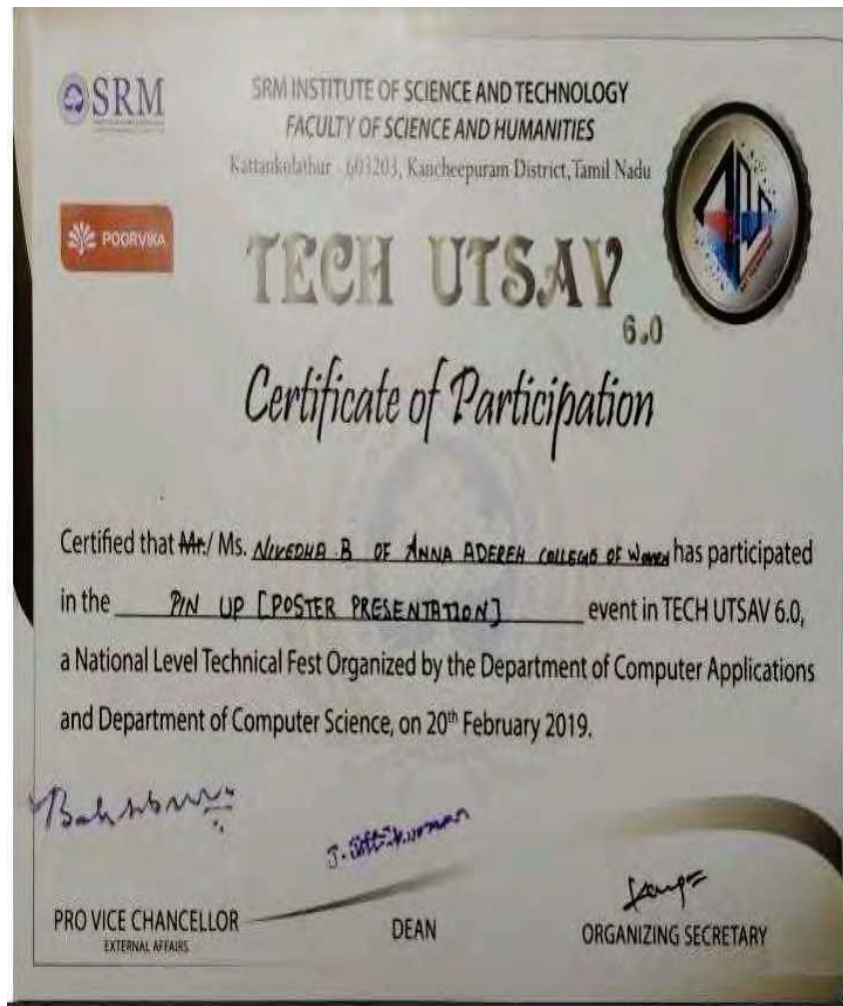 SRM
SRM INSTITUTE OF SCIENCE AND TECHNOLOGY
FACULTY OF SCIENCE AND HUMANITIES
Kattankulathur - 603203, Kancheepuram District, Tamil Nadu
POORVIKA
TECH UTSAV
6.0
Certificate of Participation
Certified that Mr./ Ms. NIVEDHA B OF ANNA ADEREH COLLEGE OF WOMEN has participated
in the PIN UP [POSTER PRESENTATION] event in TECH UTSAV 6.0,
a National Level Technical Fest Organized by the Department of Computer Applications
and Department of Computer Science, on 20th February 2019.
PRO VICE CHANCELLOR
EXTERNAL AFFAIRS
DEAN
ORGANIZING SECRETARY